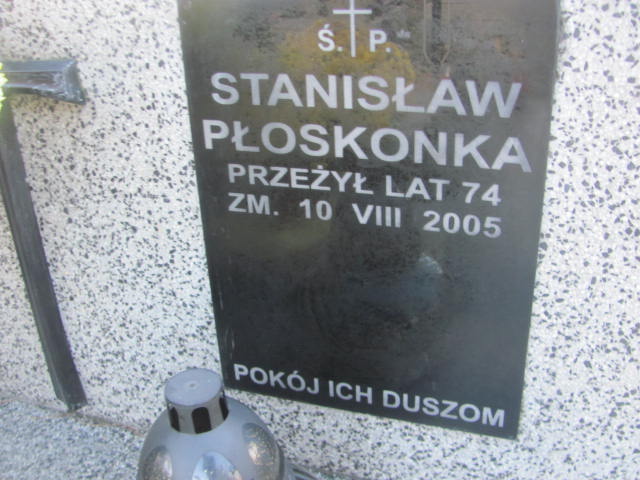 Ś. P.
STANISŁAW
PŁOSKONKA
PRZEŻYŁ LAT 74
ZM. 10 VIII 2005
POKÓJ ICH DUSZOM